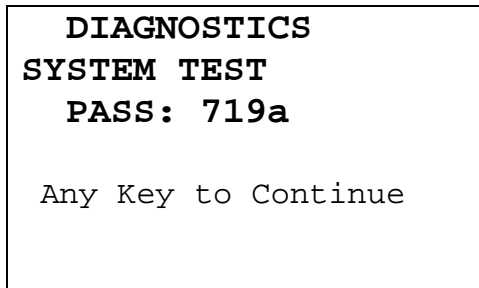 DIAGNOSTICS
SYSTEM TEST
PASS: 719a
Any Key to Continue